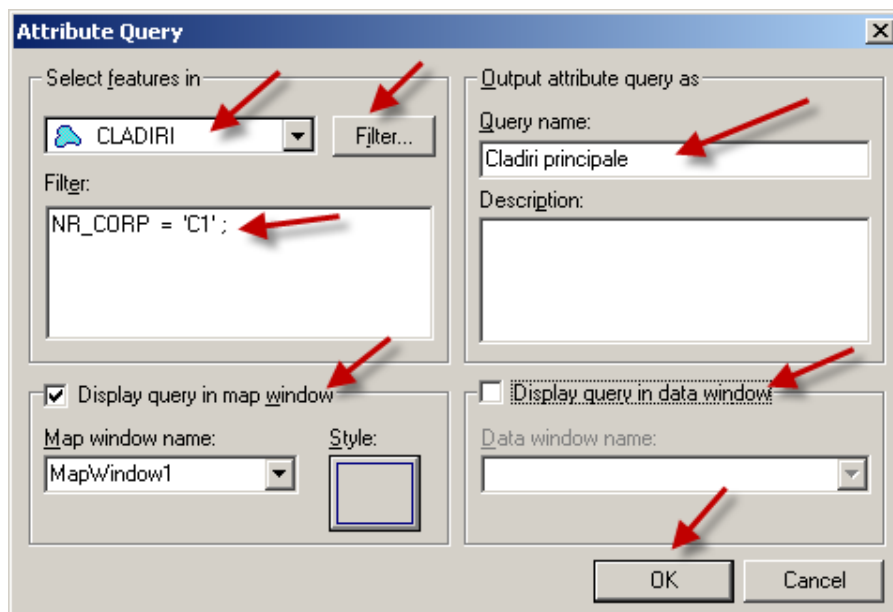 Attribute Query
Select features in
CLADIRI
Filter...
Filter:
NR_CORP = 'C1' ;
Output attribute query as
Query name:
Cladiri principale
Description:
Display query in map window
Map window name:
Style:
MapWindow1
Display query in data window
Data window name:
OK
Cancel